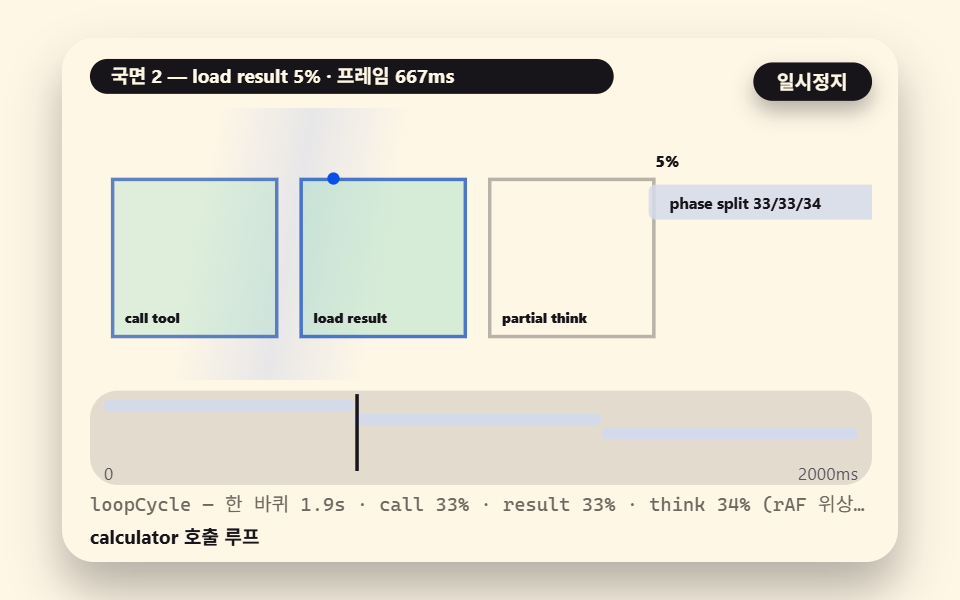 국면 2 — load result 5% · 프레임 667ms
일시정지
5%
phase split 33/33/34
call tool
load result
partial think
0
2000ms
loopCycle — 한 바퀴 1.9s · call 33% · result 33% · think 34% (rAF 위상…
calculator 호출 루프